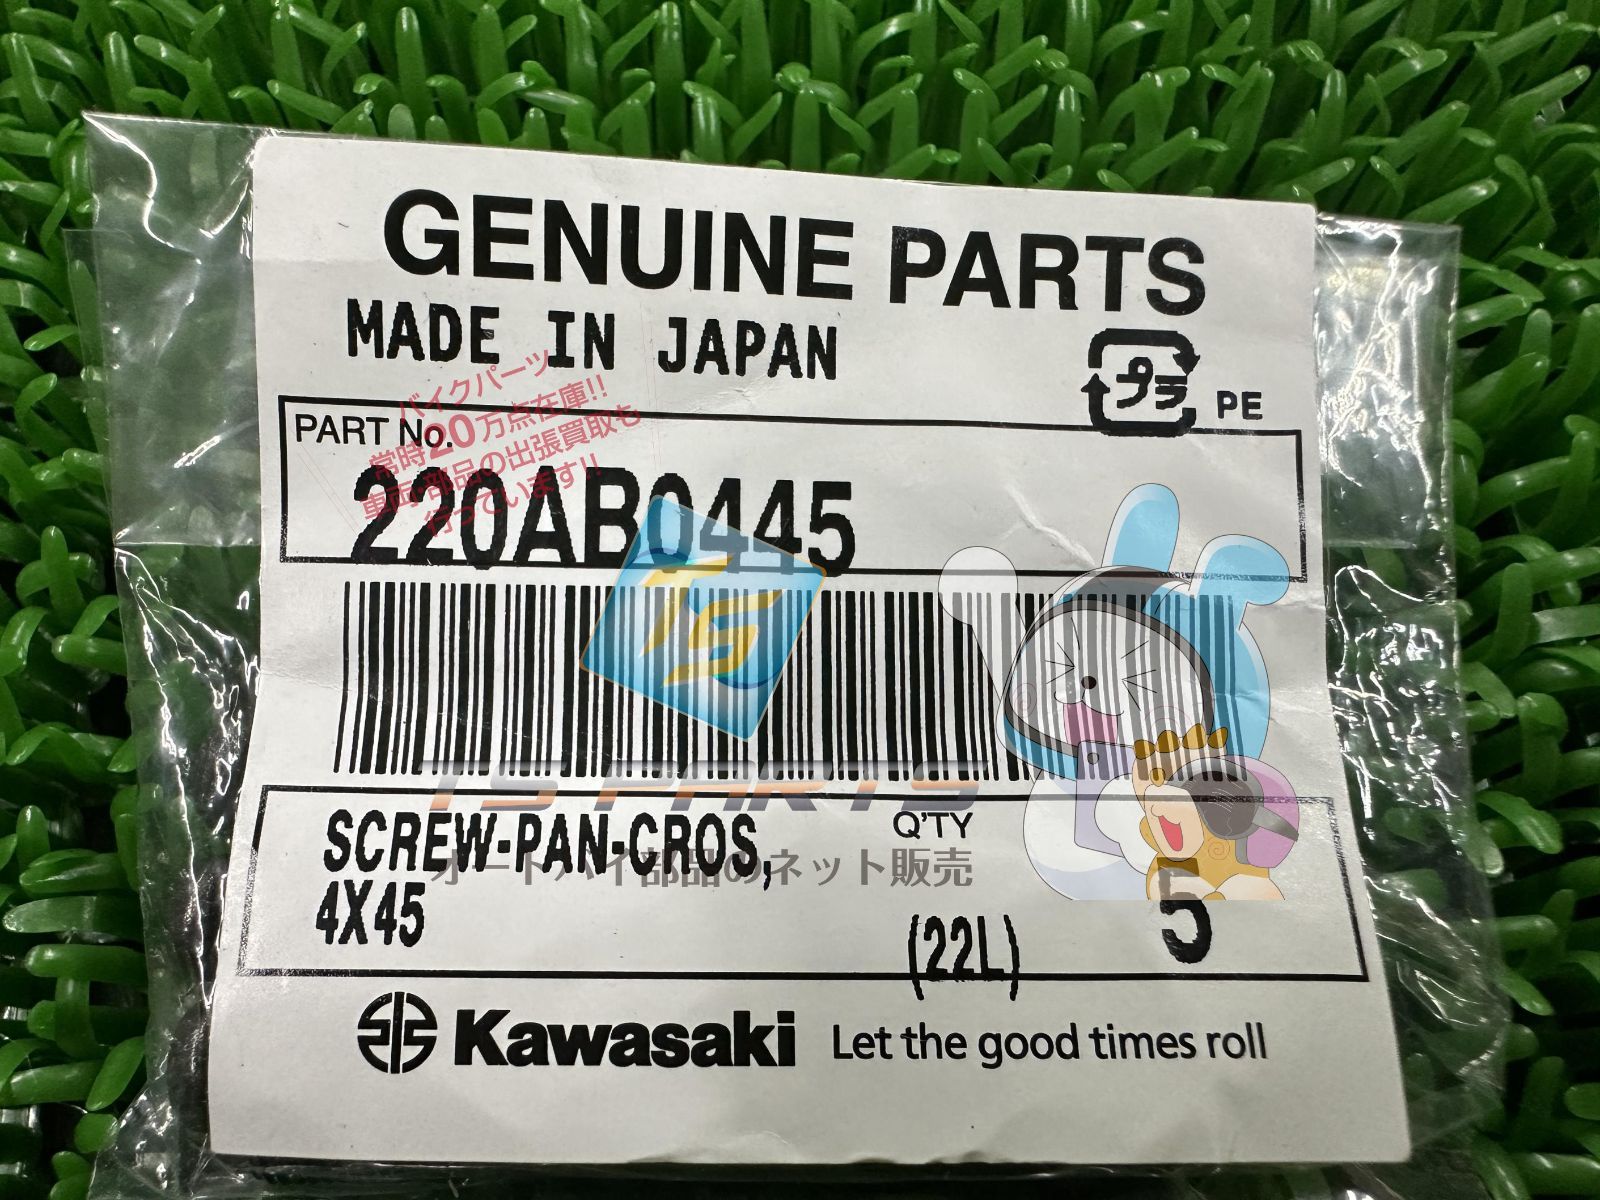 GENUINE PARTS
MADE IN JAPAN
プラ PE
バイクパーツ
常時20万点在庫!!
車両・部品の出張買取も
行っています!!
PART No.
220AB0445
TS
TS PARTS
オートバイ部品のネット販売
SCREW-PAN-CROS, Q'TY
4X45 (22L) 5
Kawasaki Let the good times roll